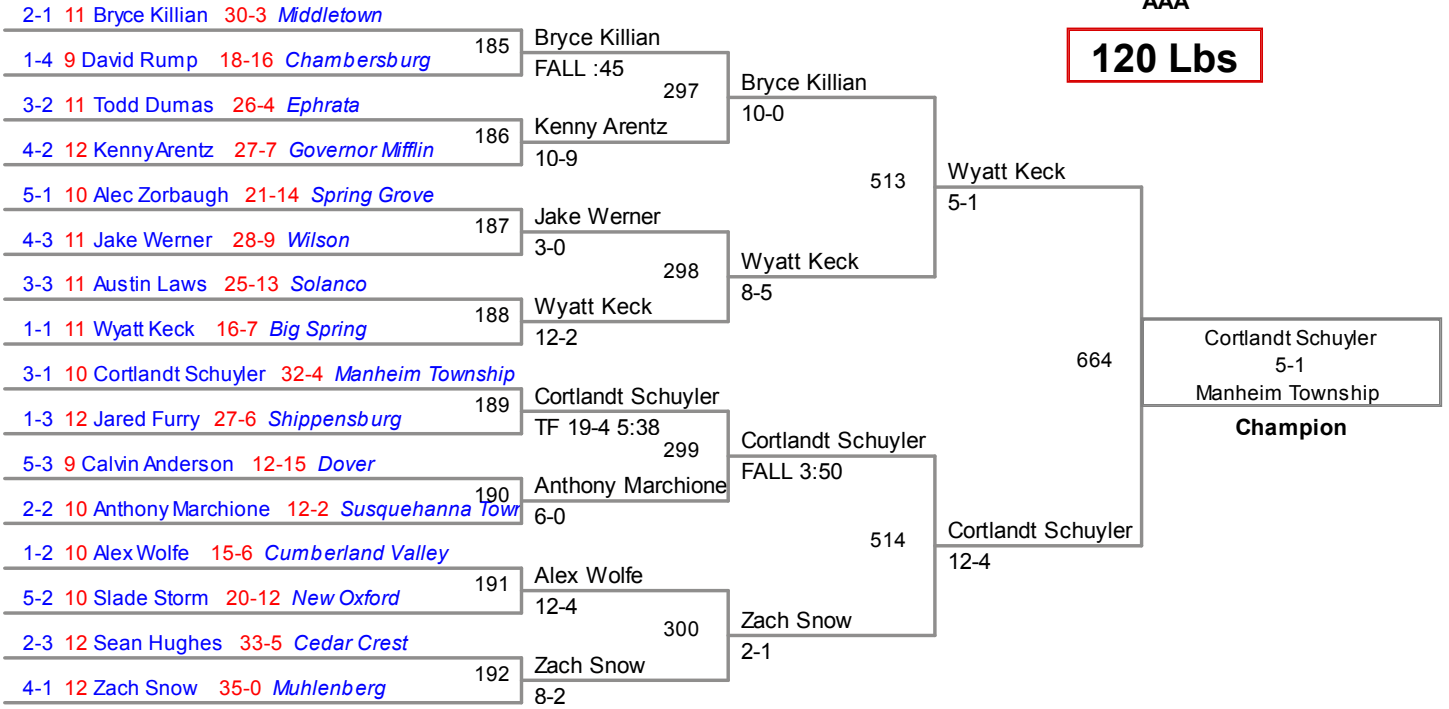 AAA
120 Lbs
2-1 11 Bryce Killian 30-3 Middletown
1-4 9 David Rump 18-16 Chambersburg
3-2 11 Todd Dumas 26-4 Ephrata
4-2 12 KennyArentz 27-7 Governor Mifflin
5-1 10 Alec Zorbaugh 21-14 Spring Grove
4-3 11 Jake Werner 28-9 Wilson
3-3 11 Austin Laws 25-13 Solanco
1-1 11 Wyatt Keck 16-7 Big Spring
3-1 10 Cortlandt Schuyler 32-4 Manheim Township
1-3 12 Jared Furry 27-6 Shippensburg
5-3 9 Calvin Anderson 12-15 Dover
2-2 10 Anthony Marchione 12-2 Susquehanna Town
1-2 10 Alex Wolfe 15-6 Cumberland Valley
5-2 10 Slade Storm 20-12 New Oxford
2-3 12 Sean Hughes 33-5 Cedar Crest
4-1 12 Zach Snow 35-0 Muhlenberg
185
186
187
188
189
190
191
192
Bryce Killian
FALL :45
Kenny Arentz
10-9
Jake Werner
3-0
Wyatt Keck
12-2
Cortlandt Schuyler
TF 19-4 5:38
Anthony Marchione
6-0
Alex Wolfe
12-4
Zach Snow
8-2
297
298
299
300
Bryce Killian
10-0
Wyatt Keck
8-5
Cortlandt Schuyler
FALL 3:50
Zach Snow
2-1
513
514
Wyatt Keck
5-1
Cortlandt Schuyler
12-4
664
Cortlandt Schuyler
5-1
Manheim Township
Champion